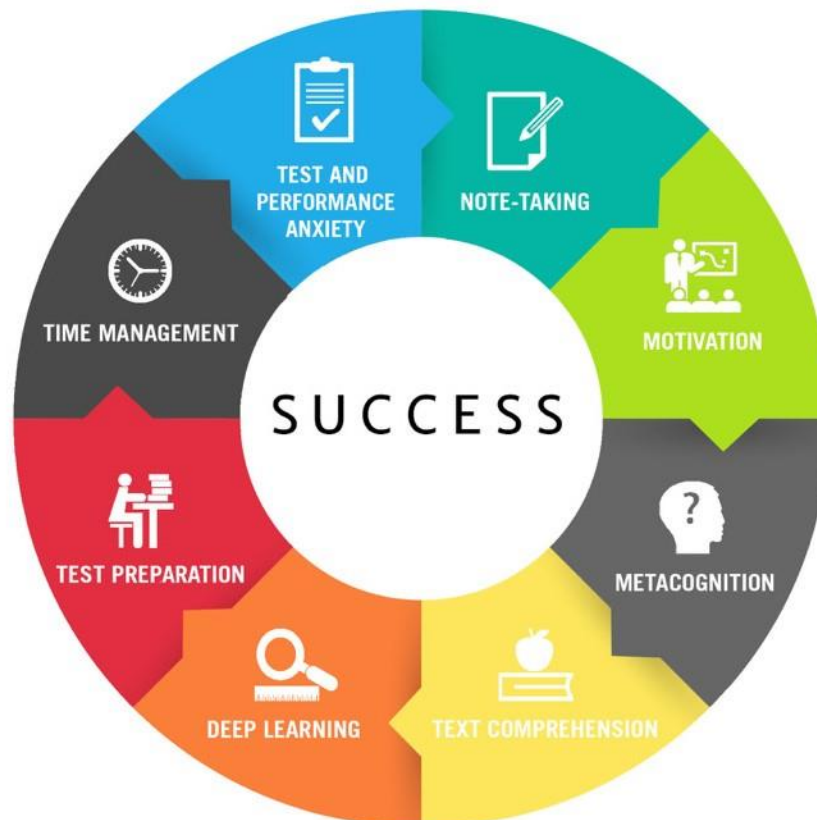 TEST AND
PERFORMANCE
ANXIETY
NOTE-TAKING
MOTIVATION
METACOGNITION
TEXT COMPREHENSION
DEEP LEARNING
TEST PREPARATION
TIME MANAGEMENT
SUCCESS
?